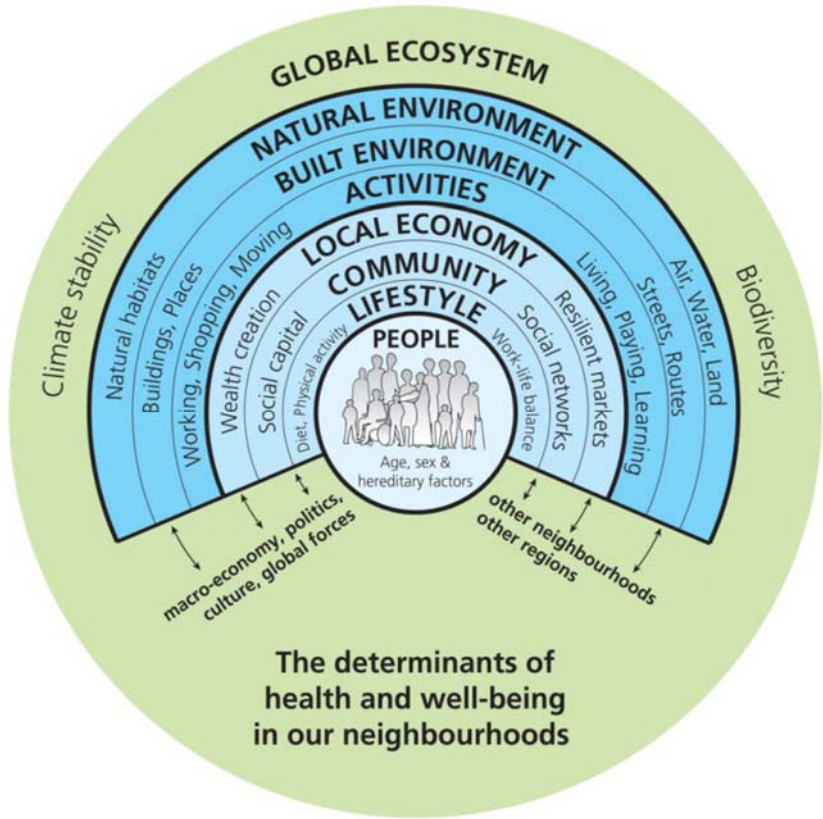 GLOBAL ECOSYSTEM
NATURAL ENVIRONMENT
BUILT ENVIRONMENT
ACTIVITIES
LOCAL ECONOMY
COMMUNITY
LIFESTYLE
PEOPLE
Age, sex &
hereditary factors
Climate stability
Natural habitats
Buildings, Places
Working, Shopping, Moving
Wealth creation
Social capital
Diet, Physical activity
Work-life balance
Social networks
Resilient markets
Living, Playing, Learning
Streets, Routes
Air, Water, Land
Biodiversity
macro-economy, politics,
culture, global forces
other neighbourhoods
other regions
The determinants of
health and well-being
in our neighbourhoods